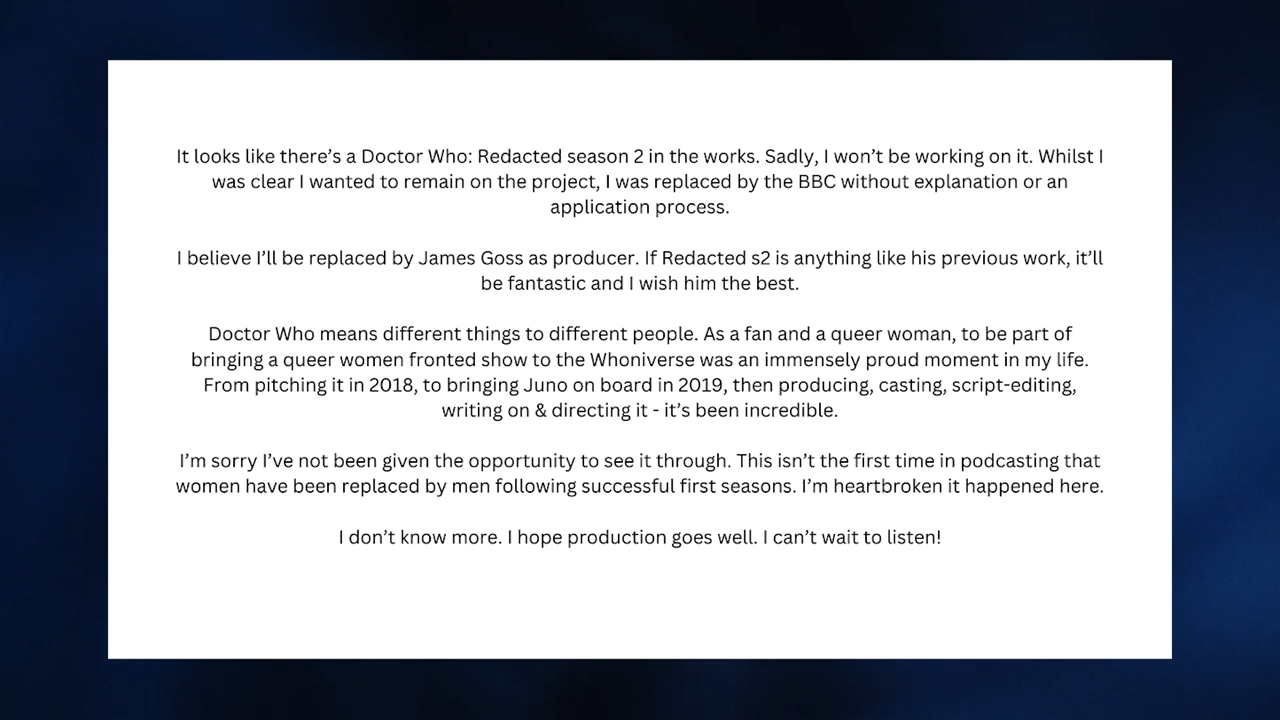 It looks like there’s a Doctor Who: Redacted season 2 in the works. Sadly, I won’t be working on it. Whilst I
was clear I wanted to remain on the project, I was replaced by the BBC without explanation or an
application process.
I believe I’ll be replaced by James Goss as producer. If Redacted s2 is anything like his previous work, it’ll
be fantastic and I wish him the best.
Doctor Who means different things to different people. As a fan and a queer woman, to be part of
bringing a queer women fronted show to the Whoniverse was an immensely proud moment in my life.
From pitching it in 2018, to bringing Juno on board in 2019, then producing, casting, script-editing,
writing on & directing it - it’s been incredible.
I’m sorry I’ve not been given the opportunity to see it through. This isn’t the first time in podcasting that
women have been replaced by men following successful first seasons. I’m heartbroken it happened here.
I don’t know more. I hope production goes well. I can’t wait to listen!